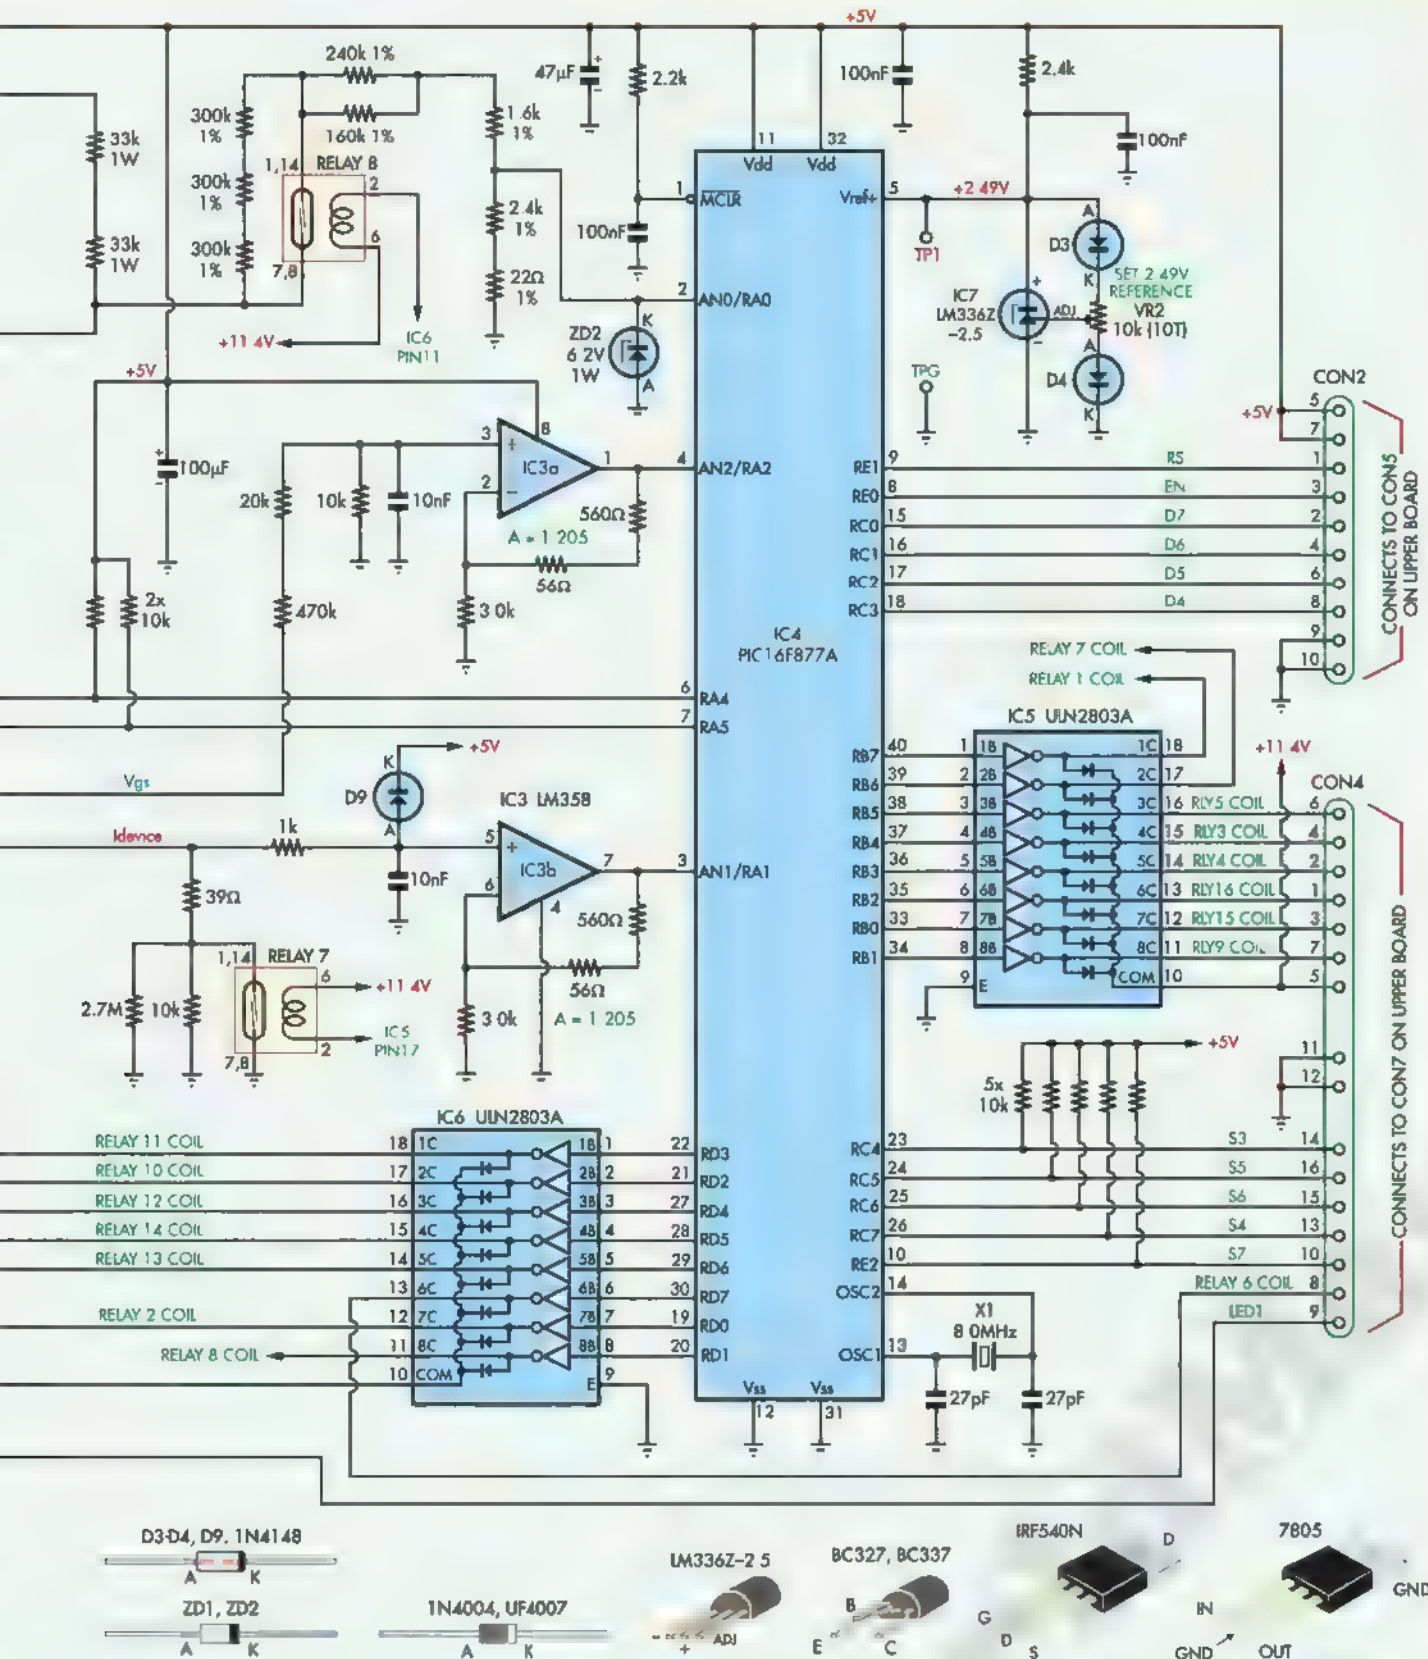 +5V
240k 1%
47µF
2.2k
100nF
2.4k
300k
1%
160k 1%
1.6k
1%
33k
1W
11
32
Vdd
Vdd
100nF
1,14
RELAY 8
2
300k
1%
1
MCLR
Vref+
5
+2 49V
A
D3
K
2.4k
1%
100nF
TP1
33k
1W
300k
1%
6
7,8
22Ω
1%
2
AN0/RA0
SET 2 49V
REFERENCE
VR2
10k (10T)
IC7
LM336Z
-2.5
+
ADJ
-
+11 4V
IC6
PIN11
ZD2
6 2V
1W
K
A
A
D4
K
TPG
CON2
+5V
+5V
5
7
3
+
8
IC3a
1
4
AN2/RA2
RE1
9
RS
1
2
-
100µF
+
-
20k
10k
10nF
560Ω
RE0
8
EN
3
RC0
15
D7
2
A = 1 205
RC1
16
D6
4
56Ω
RC2
17
D5
6
2x
10k
470k
3 0k
RC3
18
D4
8
9
10
CONNECTS TO CON5
ON UPPER BOARD
IC4
PIC16F877A
RELAY 7 COIL
RELAY 1 COIL
6
RA4
7
RA5
IC5 ULN2803A
+5V
Vgs
K
D9
A
IC3 LM358
RB7
40
1
1B
1C
18
+11 4V
RB6
39
2
2B
2C
17
CON4
RB5
38
3
3B
3C
16
RLY5 COIL
6
RB4
37
4
4B
4C
15
RLY3 COIL
4
Idevice
1k
5
+
IC3b
7
3
AN1/RA1
RB3
36
5
5B
5C
14
RLY4 COIL
2
6
4
10nF
39Ω
560Ω
RB2
35
6
6B
6C
13
RLY16 COIL
1
RB0
33
7
7B
7C
12
RLY15 COIL
3
RB1
34
8
8B
8C
11
RLY9 COIL
7
9
E
COM
10
5
1,14
RELAY 7
6
+11 4V
56Ω
2.7M
10k
3 0k
A = 1 205
IC5
PIN17
2
7,8
+5V
11
12
5x
10k
CONNECTS TO CON7 ON UPPER BOARD
IC6 ULN2803A
RELAY 11 COIL
18
1C
1B
1
22
RD3
RC4
23
S3
14
RELAY 10 COIL
17
2C
2B
2
21
RD2
RC5
24
S5
16
RELAY 12 COIL
16
3C
3B
3
27
RD4
RC6
25
S6
15
RELAY 14 COIL
15
4C
4B
4
28
RD5
RC7
26
S4
13
RELAY 13 COIL
14
5C
5B
5
29
RD6
RE2
10
S7
10
13
6C
6B
6
30
RD7
OSC2
14
RELAY 6 COIL
8
RELAY 2 COIL
12
7C
7B
7
19
RD0
X1
8 0MHz
LED1
9
RELAY 8 COIL
11
8C
8B
8
20
RD1
OSC1
13
10
COM
E
9
Vss
Vss
12
31
27pF
27pF
D3-D4, D9, 1N4148
A
K
ZD1, ZD2
A
K
1N4004, UF4007
A
K
LM336Z-2 5
-
+
ADJ
BC327, BC337
B
E
C
IRF540N
D
G
D
S
7805
GND
IN
GND
OUT